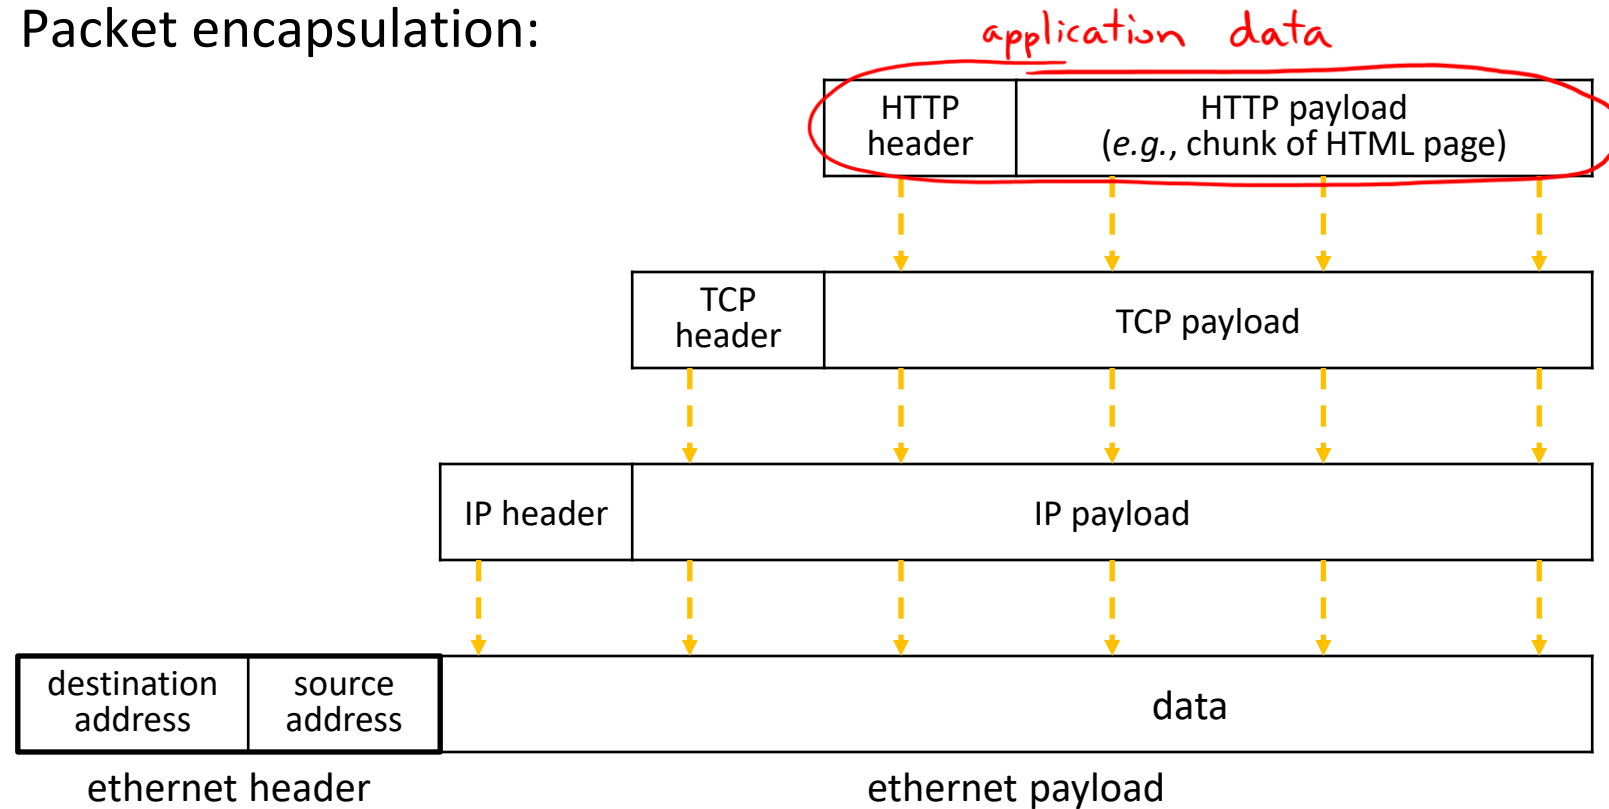 Packet encapsulation:
application data
HTTP
header
HTTP payload
(e.g., chunk of HTML page)
TCP
header
TCP payload
IP header
IP payload
destination
address
source
address
data
ethernet header
ethernet payload